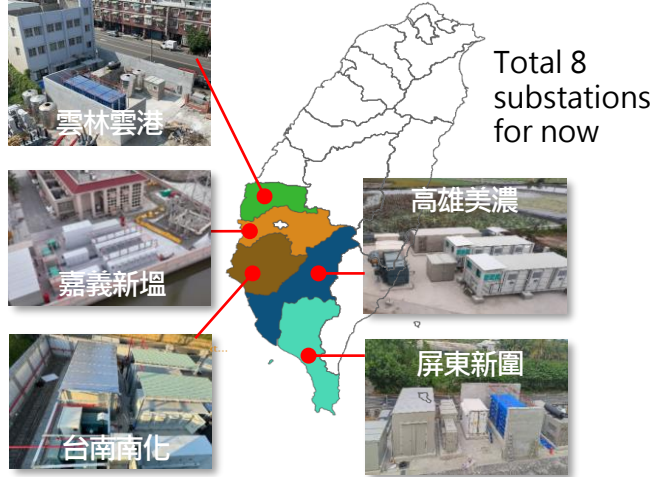 Total 8
substations
for now
雲林雲港
高雄美濃
嘉義新塭
屏東新圍
台南南化